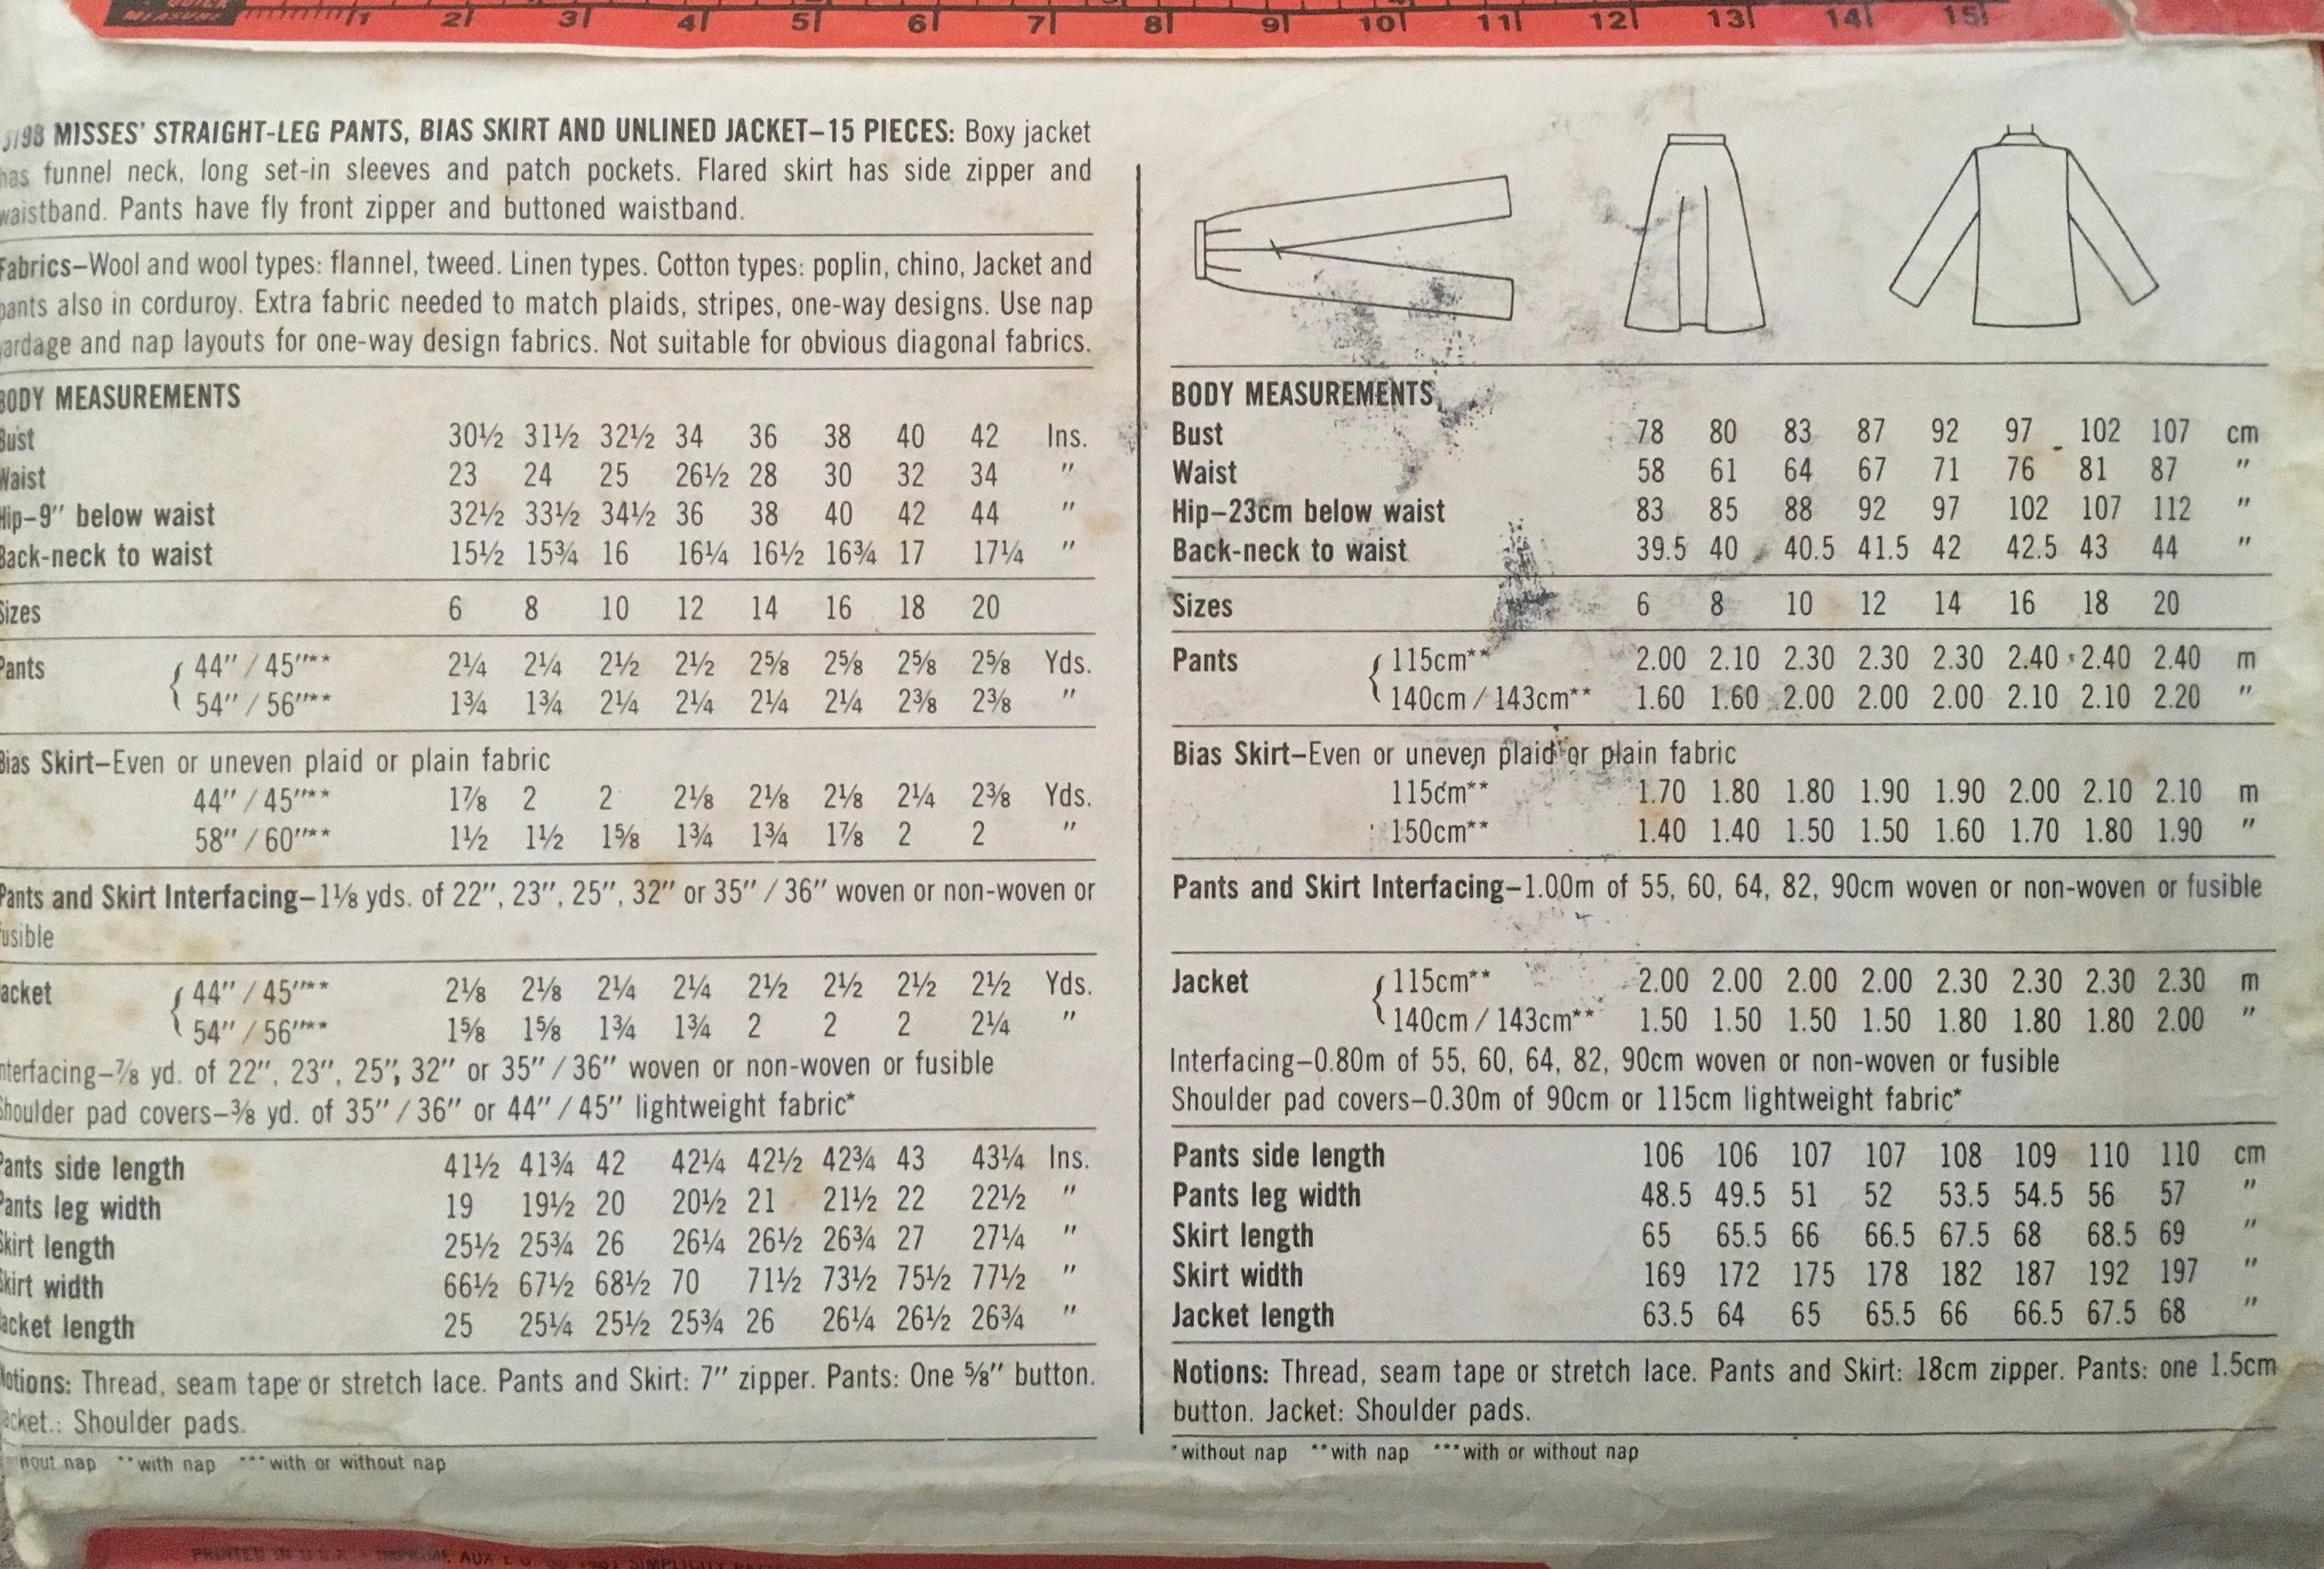 QUICK MEASURE
1 2 3 4 5 6 7 8 9 10 11 12 13 14 15
MISSES' STRAIGHT-LEG PANTS, BIAS SKIRT AND UNLINED JACKET–15 PIECES: Boxy jacket
has funnel neck, long set-in sleeves and patch pockets. Flared skirt has side zipper and
waistband. Pants have fly front zipper and buttoned waistband.
Fabrics–Wool and wool types: flannel, tweed. Linen types. Cotton types: poplin, chino, Jacket and
pants also in corduroy. Extra fabric needed to match plaids, stripes, one-way designs. Use nap
yardage and nap layouts for one-way design fabrics. Not suitable for obvious diagonal fabrics.
BODY MEASUREMENTS
Bust 30½ 31½ 32½ 34 36 38 40 42 Ins.
Waist 23 24 25 26½ 28 30 32 34 "
Hip–9" below waist 32½ 33½ 34½ 36 38 40 42 44 "
Back-neck to waist 15½ 15¾ 16 16¼ 16½ 16¾ 17 17¼ "
Sizes 6 8 10 12 14 16 18 20
Pants 44" / 45"** 2¼ 2¼ 2½ 2½ 2⅝ 2⅝ 2⅝ 2⅝ Yds.
54" / 56"** 1¾ 1¾ 2¼ 2¼ 2¼ 2¼ 2⅜ 2⅜ "
Bias Skirt–Even or uneven plaid or plain fabric
44" / 45"** 1⅞ 2 2 2⅛ 2⅛ 2⅛ 2¼ 2⅜ Yds.
58" / 60"** 1½ 1½ 1⅝ 1¾ 1¾ 1⅞ 2 2 "
Pants and Skirt Interfacing–1⅛ yds. of 22", 23", 25", 32" or 35" / 36" woven or non-woven or
fusible
Jacket 44" / 45"** 2⅛ 2⅛ 2¼ 2¼ 2½ 2½ 2½ 2½ Yds.
54" / 56"** 1⅝ 1⅝ 1¾ 1¾ 2 2 2 2¼ "
Interfacing–⅞ yd. of 22", 23", 25", 32" or 35" / 36" woven or non-woven or fusible
Shoulder pad covers–⅜ yd. of 35" / 36" or 44" / 45" lightweight fabric*
Pants side length 41½ 41¾ 42 42¼ 42½ 42¾ 43 43¼ Ins.
Pants leg width 19 19½ 20 20½ 21 21½ 22 22½ "
Skirt length 25½ 25¾ 26 26¼ 26½ 26¾ 27 27¼ "
Skirt width 66½ 67½ 68½ 70 71½ 73½ 75½ 77½ "
Jacket length 25 25¼ 25½ 25¾ 26 26¼ 26½ 26¾ "
Notions: Thread, seam tape or stretch lace. Pants and Skirt: 7" zipper. Pants: One ⅝" button.
Jacket.: Shoulder pads.
*without nap **with nap ***with or without nap
BODY MEASUREMENTS
Bust 78 80 83 87 92 97 102 107 cm
Waist 58 61 64 67 71 76 81 87 "
Hip–23cm below waist 83 85 88 92 97 102 107 112 "
Back-neck to waist 39.5 40 40.5 41.5 42 42.5 43 44 "
Sizes 6 8 10 12 14 16 18 20
Pants 115cm** 2.00 2.10 2.30 2.30 2.30 2.40 2.40 2.40 m
140cm / 143cm** 1.60 1.60 2.00 2.00 2.00 2.10 2.10 2.20 "
Bias Skirt–Even or uneven plaid or plain fabric
115cm** 1.70 1.80 1.80 1.90 1.90 2.00 2.10 2.10 m
150cm** 1.40 1.40 1.50 1.50 1.60 1.70 1.80 1.90 "
Pants and Skirt Interfacing–1.00m of 55, 60, 64, 82, 90cm woven or non-woven or fusible
Jacket 115cm** 2.00 2.00 2.00 2.00 2.30 2.30 2.30 2.30 m
140cm / 143cm** 1.50 1.50 1.50 1.50 1.80 1.80 1.80 2.00 "
Interfacing–0.80m of 55, 60, 64, 82, 90cm woven or non-woven or fusible
Shoulder pad covers–0.30m of 90cm or 115cm lightweight fabric*
Pants side length 106 106 107 107 108 109 110 110 cm
Pants leg width 48.5 49.5 51 52 53.5 54.5 56 57 "
Skirt length 65 65.5 66 66.5 67.5 68 68.5 69 "
Skirt width 169 172 175 178 182 187 192 197 "
Jacket length 63.5 64 65 65.5 66 66.5 67.5 68 "
Notions: Thread, seam tape or stretch lace. Pants and Skirt: 18cm zipper. Pants: one 1.5cm
button. Jacket: Shoulder pads.
*without nap **with nap ***with or without nap
PRINTED IN U.S.A.